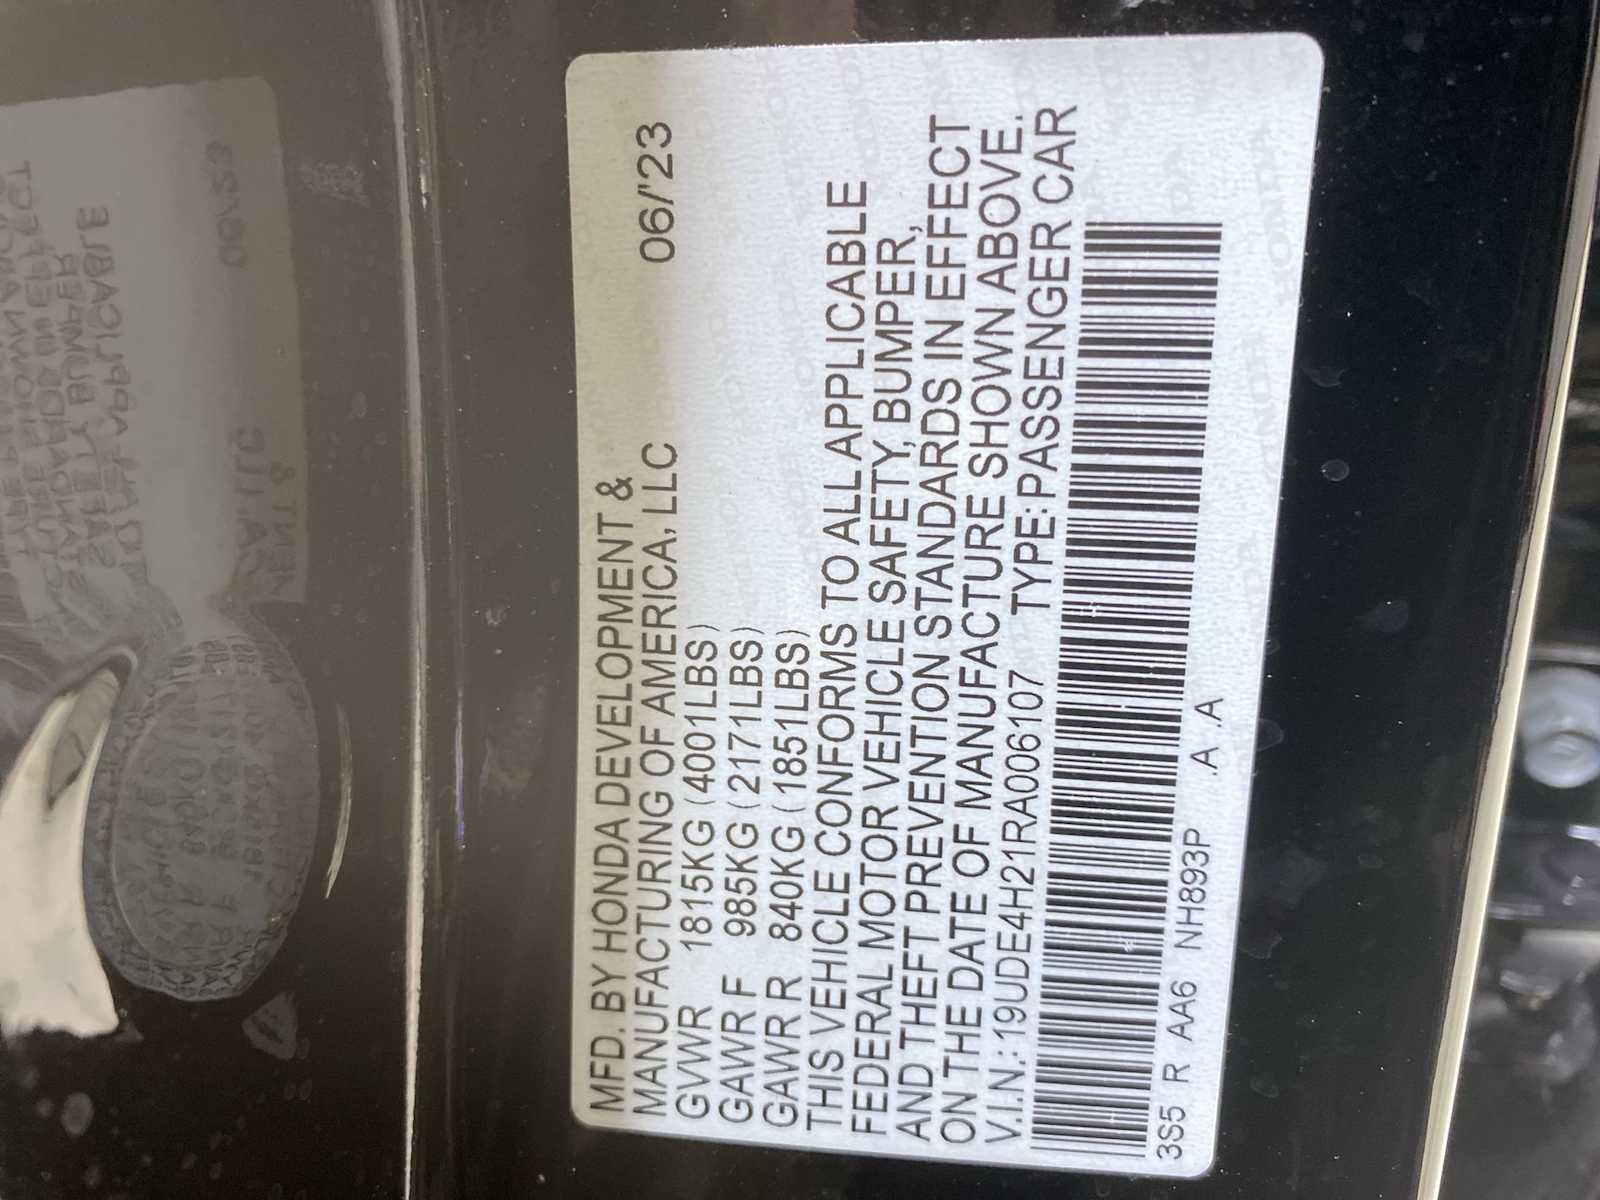 MFD. BY HONDA DEVELOPMENT &
MANUFACTURING OF AMERICA, LLC 06/'23
GVWR 1815KG (4001LBS)
GAWR F 985KG (2171LBS)
GAWR R 840KG (1851LBS)
THIS VEHICLE CONFORMS TO ALL APPLICABLE
FEDERAL MOTOR VEHICLE SAFETY, BUMPER,
AND THEFT PREVENTION STANDARDS IN EFFECT
ON THE DATE OF MANUFACTURE SHOWN ABOVE.
V.I.N.: 19UDE4H21RA006107 TYPE: PASSENGER CAR
3S5 R AA6 NH893P .A .A